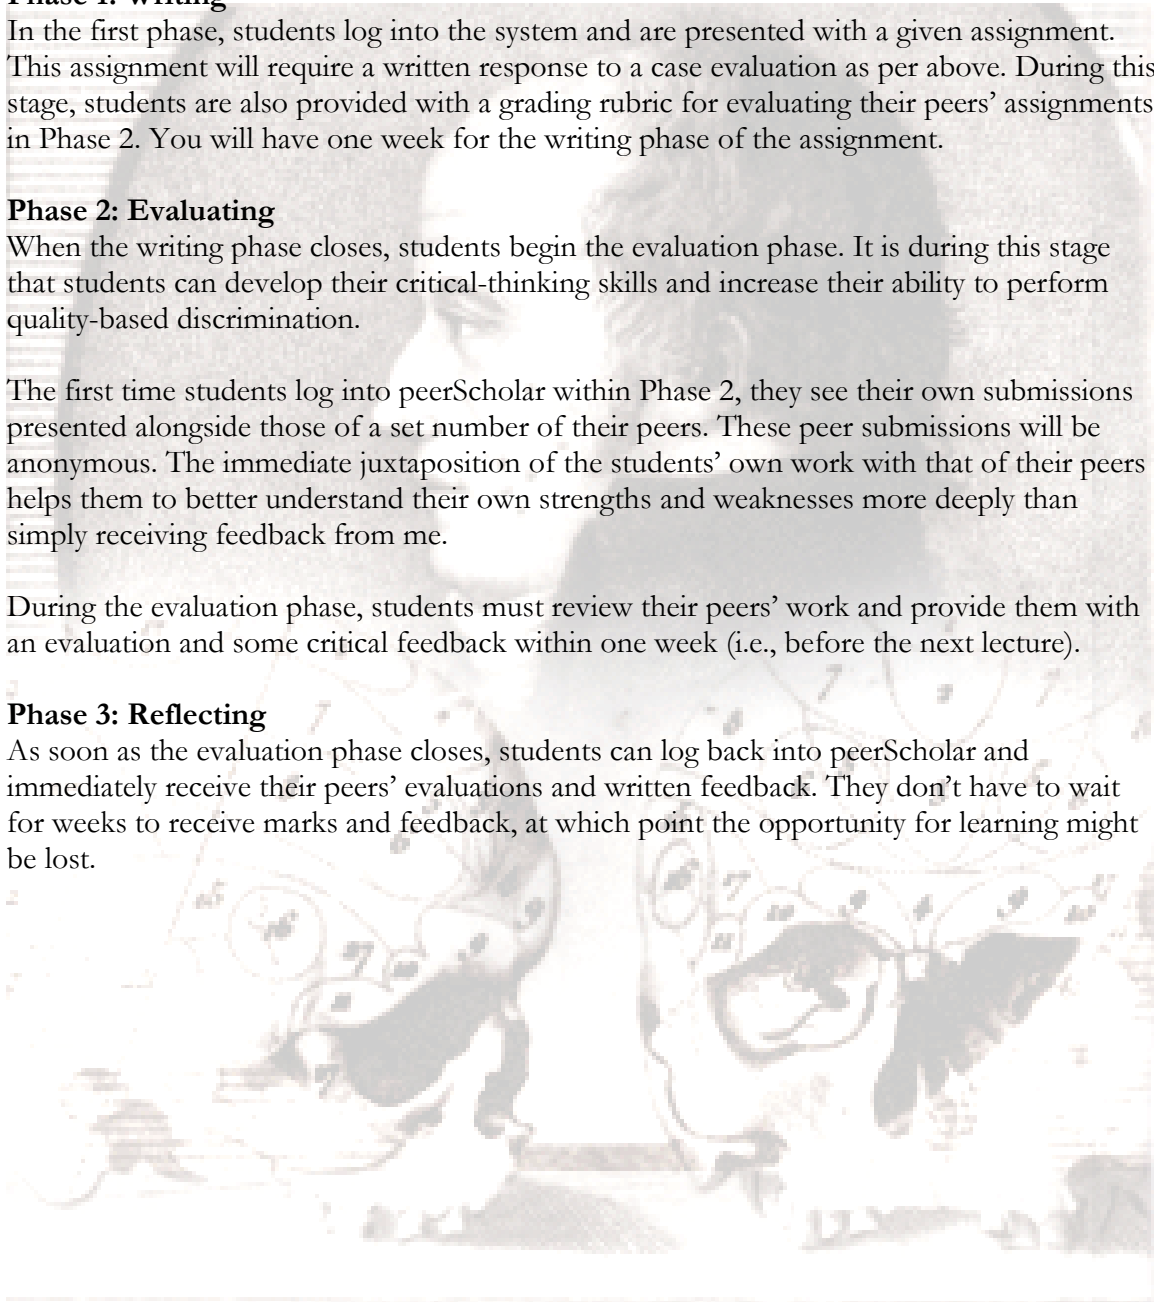 Phase 1: Writing
In the first phase, students log into the system and are presented with a given assignment.
This assignment will require a written response to a case evaluation as per above. During this
stage, students are also provided with a grading rubric for evaluating their peers’ assignments
in Phase 2. You will have one week for the writing phase of the assignment.
Phase 2: Evaluating
When the writing phase closes, students begin the evaluation phase. It is during this stage
that students can develop their critical-thinking skills and increase their ability to perform
quality-based discrimination.
The first time students log into peerScholar within Phase 2, they see their own submissions
presented alongside those of a set number of their peers. These peer submissions will be
anonymous. The immediate juxtaposition of the students’ own work with that of their peers
helps them to better understand their own strengths and weaknesses more deeply than
simply receiving feedback from me.
During the evaluation phase, students must review their peers’ work and provide them with
an evaluation and some critical feedback within one week (i.e., before the next lecture).
Phase 3: Reflecting
As soon as the evaluation phase closes, students can log back into peerScholar and
immediately receive their peers’ evaluations and written feedback. They don’t have to wait
for weeks to receive marks and feedback, at which point the opportunity for learning might
be lost.